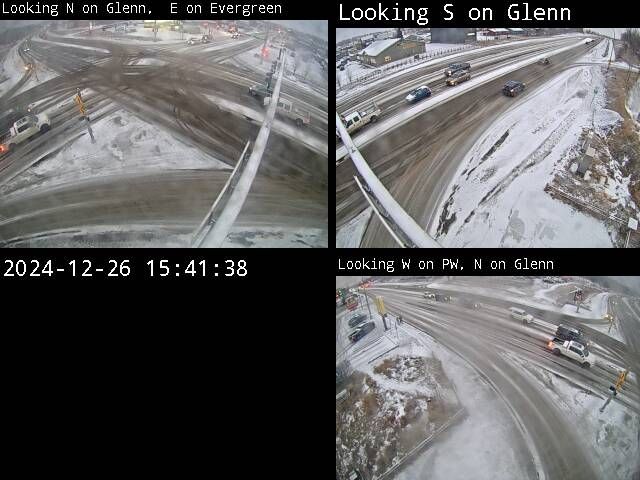 Looking N on Glenn,  E on Evergreen
Looking S on Glenn
2024-12-26 15:41:38
Looking W on PW, N on Glenn